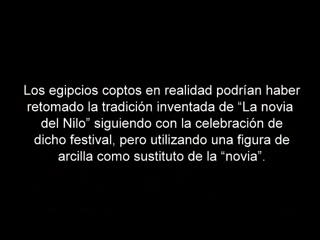 Los egipcios coptos en realidad podrían haber
retomado la tradición inventada de “La novia
del Nilo” siguiendo con la celebración de
dicho festival, pero utilizando una figura de
arcilla como sustituto de la “novia”.